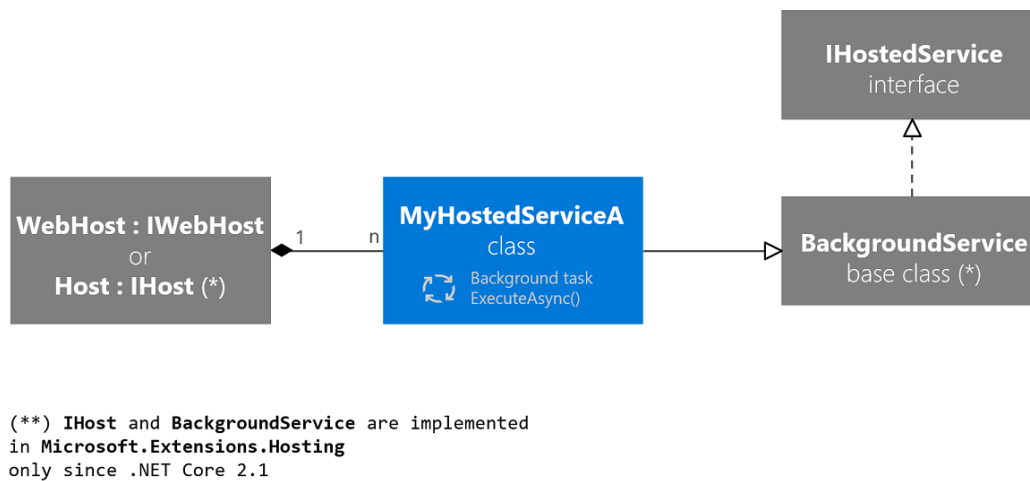 IHostedService
interface
WebHost : IWebHost
or
Host : IHost (*)
1
n
MyHostedServiceA
class
Background task
ExecuteAsync()
BackgroundService
base class (*)
(**) IHost and BackgroundService are implemented
in Microsoft.Extensions.Hosting
only since .NET Core 2.1